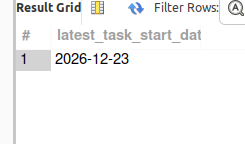 Result Grid Filter Rows:
# latest_task_start_dat
1 2026-12-23